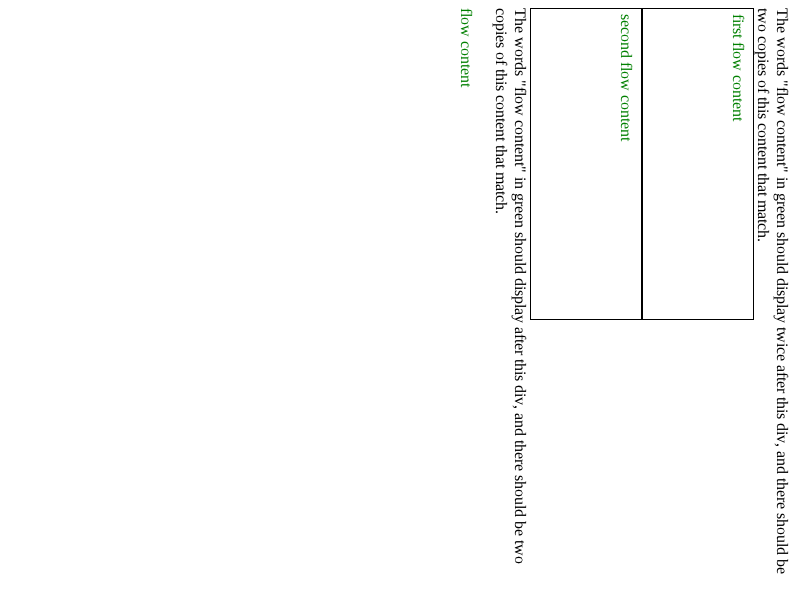 The words "flow content" in green should display twice after this div, and there should be
two copies of this content that match.
first flow content
second flow content
The words "flow content" in green should display after this div, and there should be two
copies of this content that match.
flow content